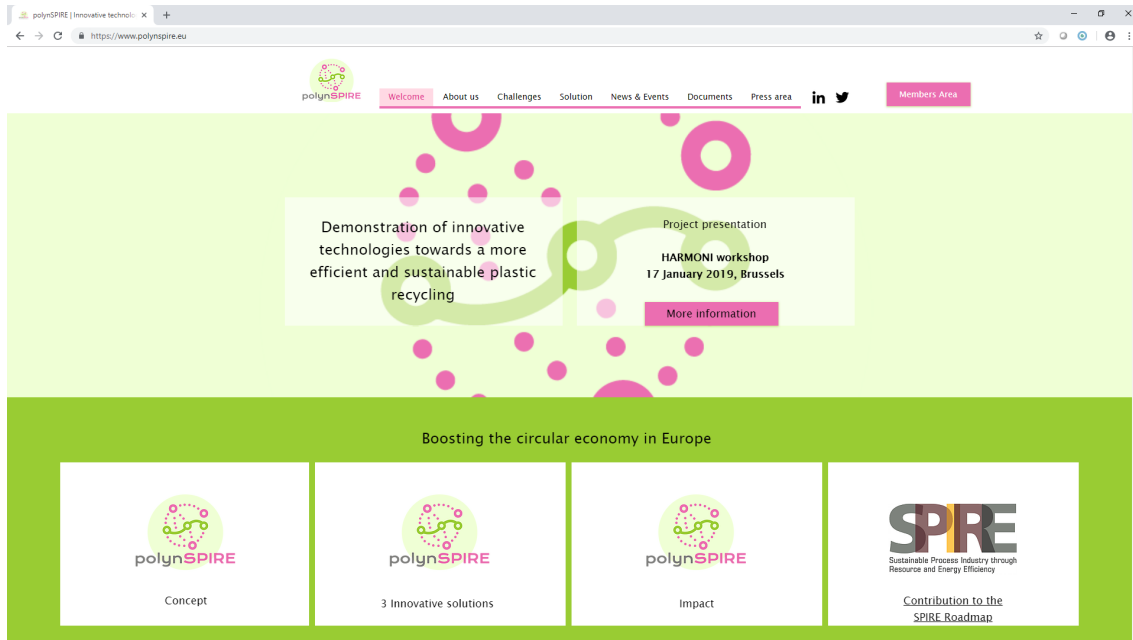 polynSPIRE | Innovative technolo
https://www.polynspire.eu
polynSPIRE
Welcome About us Challenges Solution News & Events Documents Press area in Members Area
Demonstration of innovative
technologies towards a more
efficient and sustainable plastic
recycling
Project presentation
HARMONI workshop
17 January 2019, Brussels
More information
Boosting the circular economy in Europe
polynSPIRE
Concept
polynSPIRE
3 Innovative solutions
polynSPIRE
Impact
SPIRE
Sustainable Process Industry through
Resource and Energy Efficiency
Contribution to the
SPIRE Roadmap